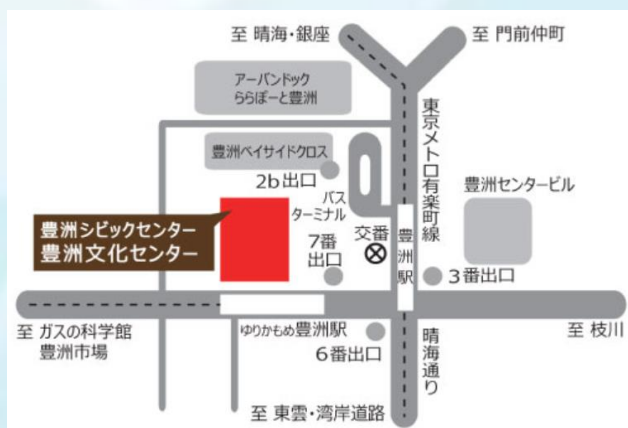 至 晴海・銀座
至 門前仲町
アーバンドック
ららぽーと豊洲
東京メトロ有楽町線
豊洲ベイサイドクロス
2b出口
バス
ターミナル
豊洲センタービル
豊洲シビックセンター
豊洲文化センター
7番
出口
交番
豊洲駅
3番出口
至 ガスの科学館
豊洲市場
ゆりかもめ豊洲駅
6番出口
晴海通り
至 枝川
至 東雲・湾岸道路